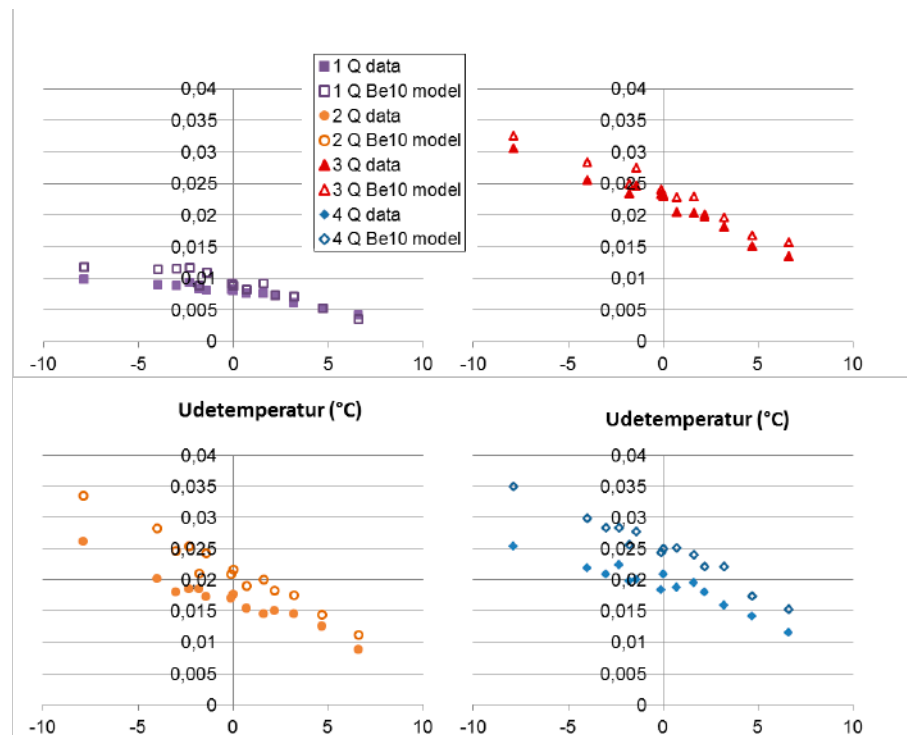 1 Q data
1 Q Be10 model
2 Q data
2 Q Be10 model
3 Q data
3 Q Be10 model
4 Q data
4 Q Be10 model
0,04
0,035
0,03
0,025
0,02
0,015
0,01
0,005
0
-10 -5 0 5 10
0,04
0,035
0,03
0,025
0,02
0,015
0,01
0,005
0
-10 -5 0 5 10
Udetemperatur (°C)
Udetemperatur (°C)
0,04
0,035
0,03
0,025
0,02
0,015
0,01
0,005
0
-10 -5 0 5 10
0,04
0,035
0,03
0,025
0,02
0,015
0,01
0,005
0
-10 -5 0 5 10